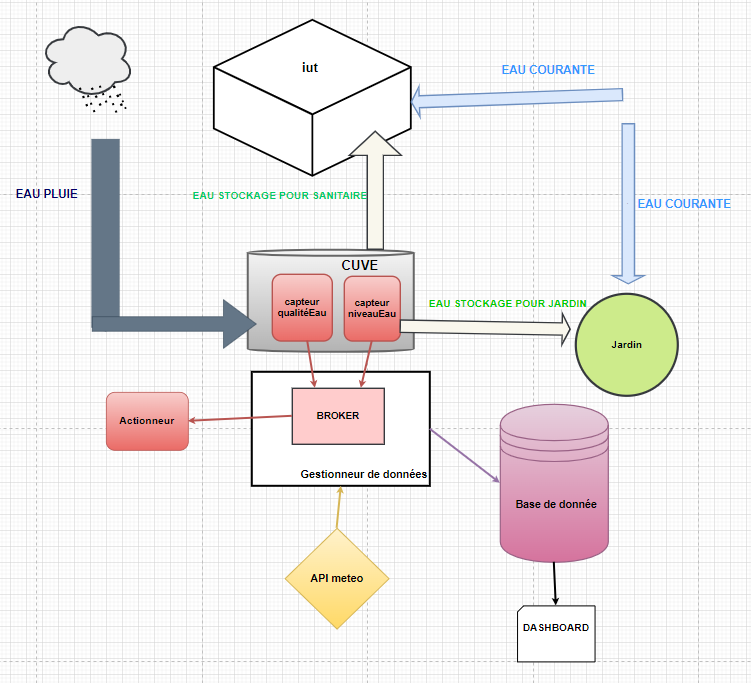 iut
EAU COURANTE
EAU PLUIE
EAU STOCKAGE POUR SANITAIRE
EAU COURANTE
CUVE
capteur
qualitéEau
capteur
niveauEau
EAU STOCKAGE POUR JARDIN
Jardin
Actionneur
BROKER
Gestionneur de données
Base de donnée
API meteo
DASHBOARD